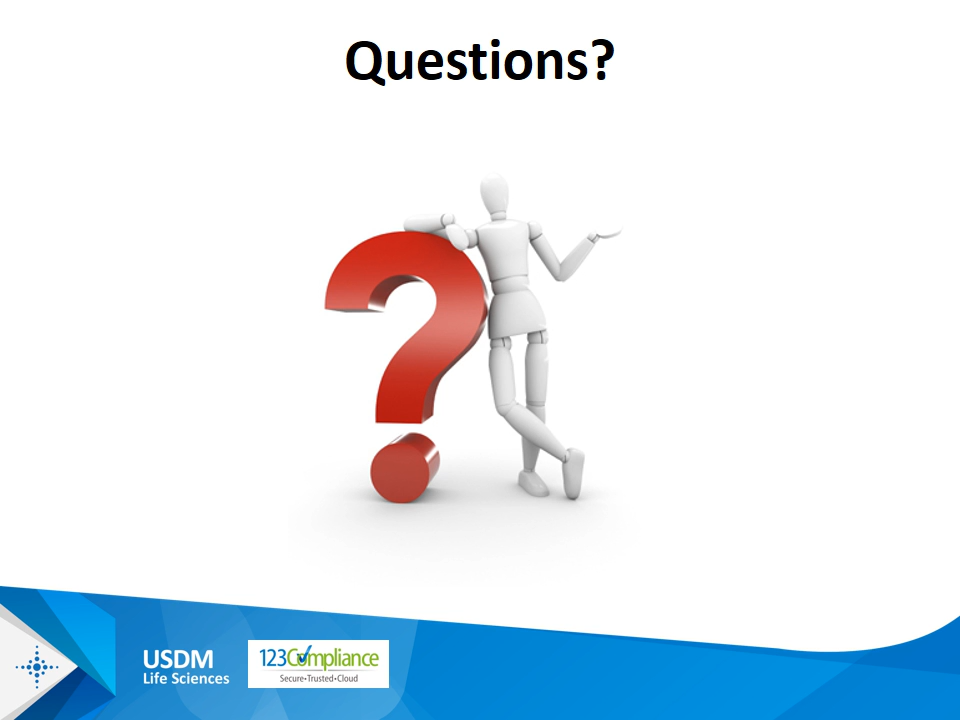 Questions?
USDM
Life Sciences
123Compliance
Secure•Trusted•Cloud